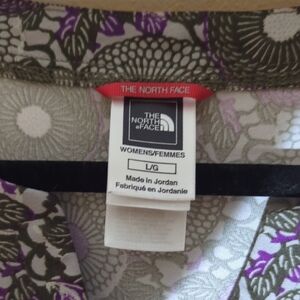 THE NORTH FACE
THE
NORTH
FACE
WOMENS/FEMMES
L/G
Made in Jordan
Fabriqué en Jordanie